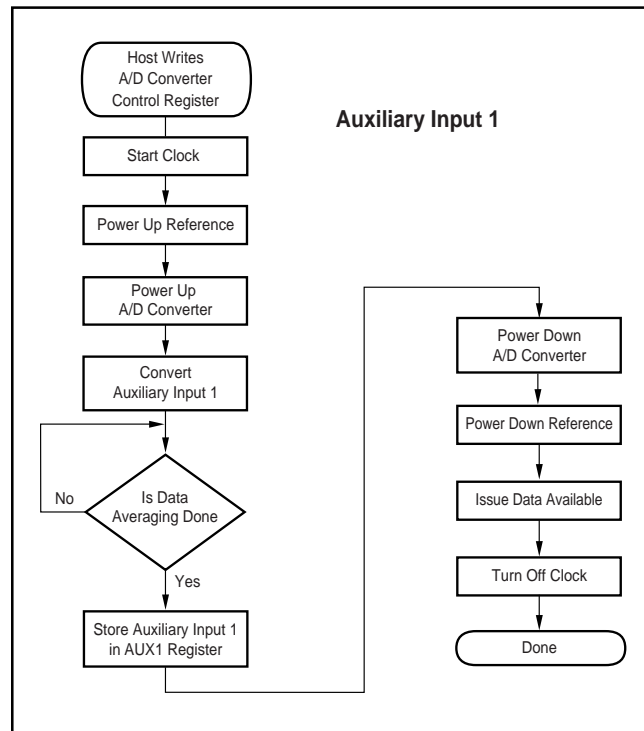 Host Writes
A/D Converter
Control Register
Auxiliary Input 1
Start Clock
Power Up Reference
Power Up
A/D Converter
Convert
Auxiliary Input 1
No
Is Data
Averaging Done
Yes
Store Auxiliary Input 1
in AUX1 Register
Power Down
A/D Converter
Power Down Reference
Issue Data Available
Turn Off Clock
Done